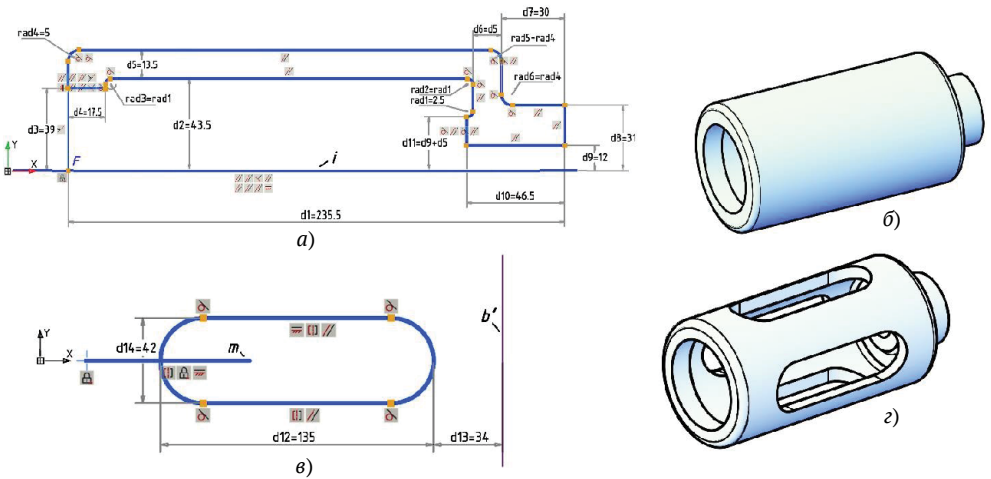 d6=d5
d7=30
rad4=5
rad5=rad4
d5=13.5
rad6=rad4
rad2=rad1
rad1=2.5
rad3=rad1
d4=17.5
d3=39
d2=43.5
d11=d9+d5
d8=31
d9=12
Y
X
F
i
d10=46.5
d1=235.5
а)
б)
Y
X
d14=42
m
b'
d12=135
d13=34
в)
г)